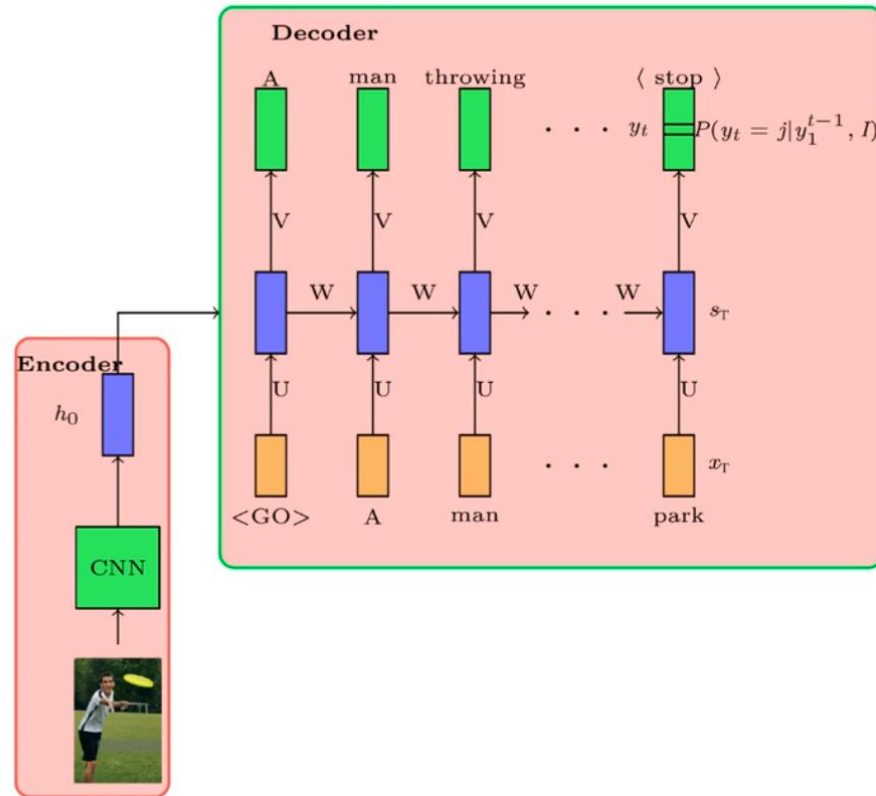 Decoder
A man throwing ⟨ stop ⟩
· · · y_t P(y_t = j|y_1^{t−1}, I)
V V V V
W W W W
· · · s_T
Encoder
h_0
U U U U
· · · x_T
<GO> A man park
CNN